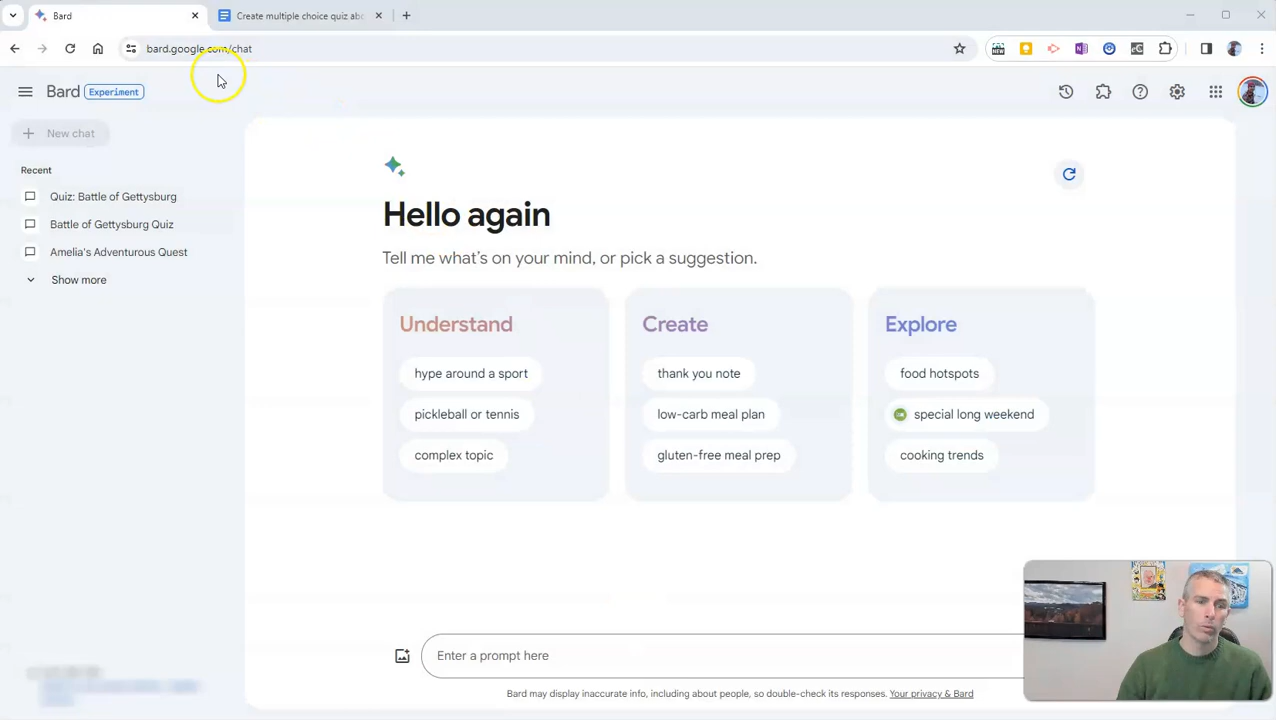 Bard
Create multiple choice quiz abo
bard.google.com/chat
Bard Experiment
New chat
Recent
Quiz: Battle of Gettysburg
Battle of Gettysburg Quiz
Amelia's Adventurous Quest
Show more
Hello again
Tell me what's on your mind, or pick a suggestion.
Understand
hype around a sport
pickleball or tennis
complex topic
Create
thank you note
low-carb meal plan
gluten-free meal prep
Explore
food hotspots
special long weekend
cooking trends
Enter a prompt here
Bard may display inaccurate info, including about people, so double-check its responses. Your privacy & Bard